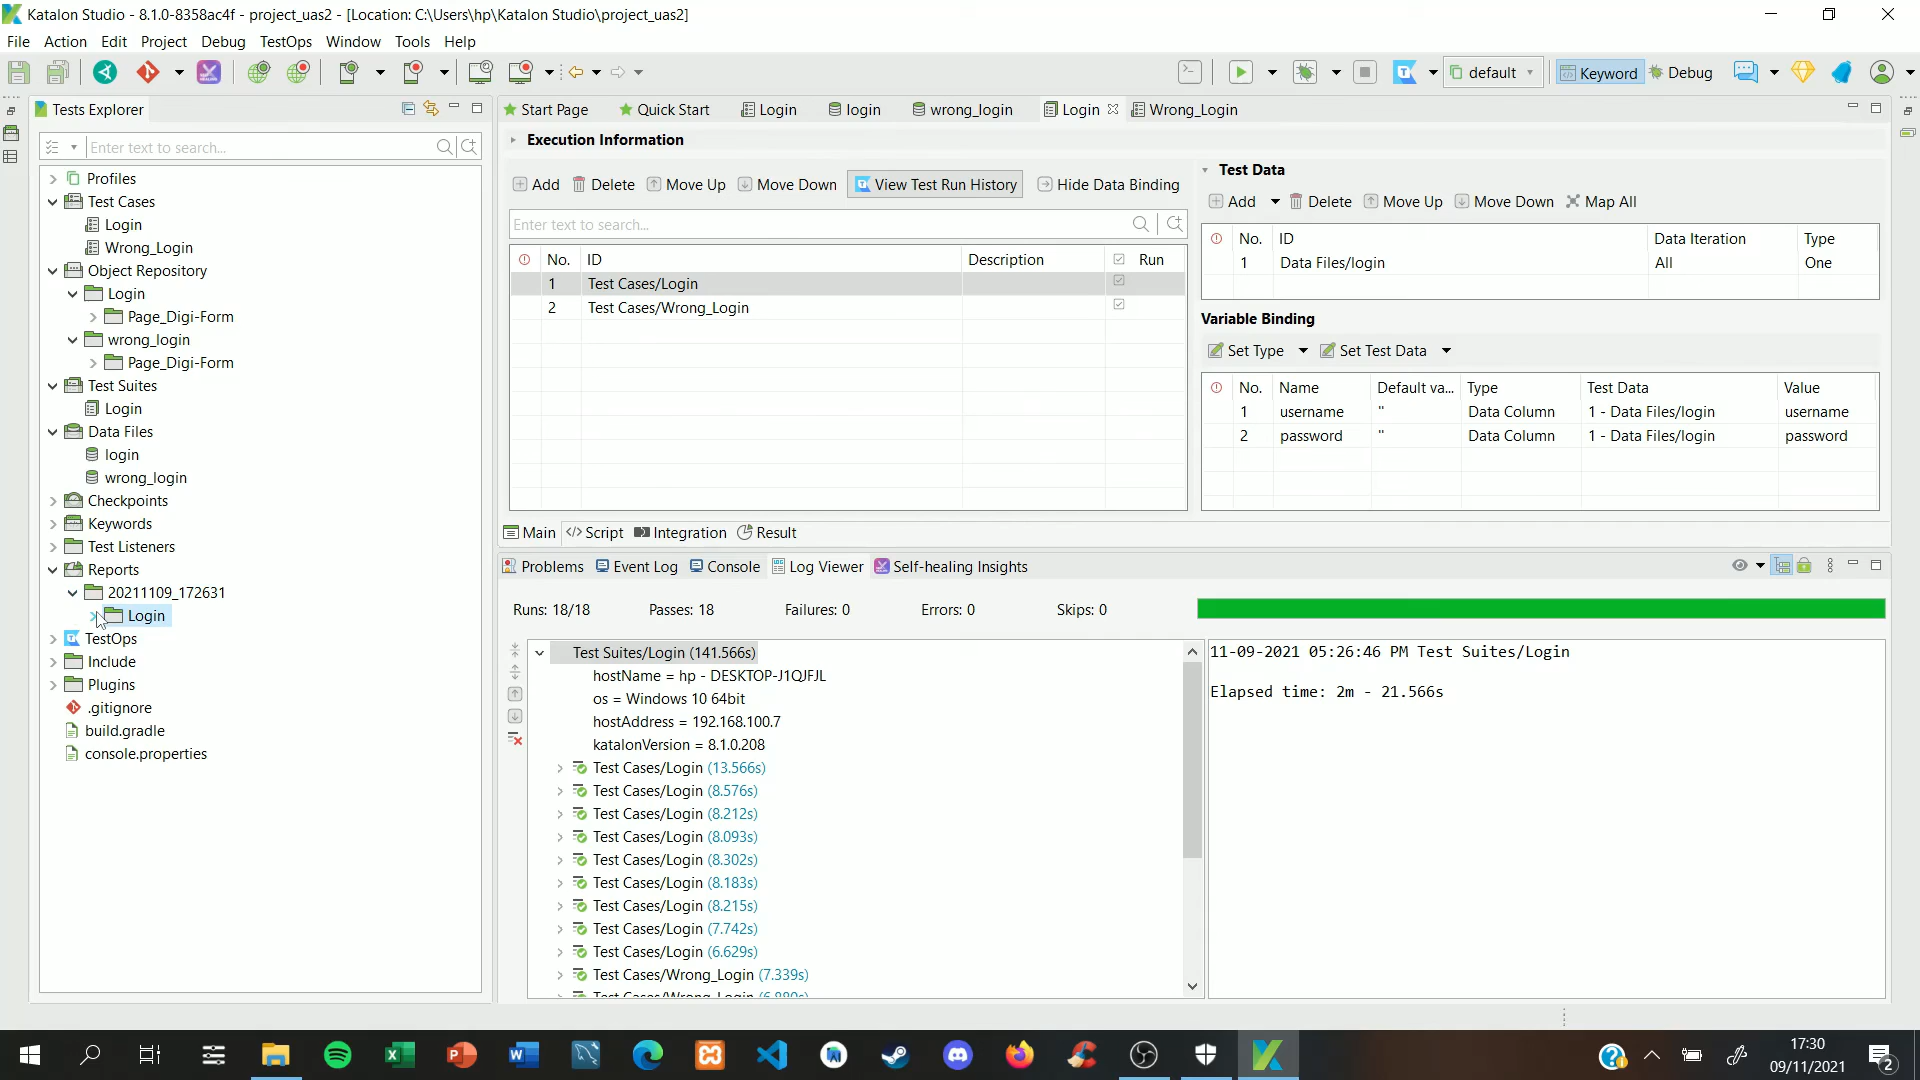 Katalon Studio - 8.1.0-8358ac4f - project_uas2 - [Location: C:\Users\hp\Katalon Studio\project_uas2]
File Action Edit Project Debug TestOps Window Tools Help
default Keyword Debug
Tests Explorer
Enter text to search...
Profiles
Test Cases
Login
Wrong_Login
Object Repository
Login
Page_Digi-Form
wrong_login
Page_Digi-Form
Test Suites
Login
Data Files
login
wrong_login
Checkpoints
Keywords
Test Listeners
Reports
20211109_172631
Login
TestOps
Include
Plugins
.gitignore
build.gradle
console.properties
Start Page Quick Start Login login wrong_login Login Wrong_Login
Execution Information
Add Delete Move Up Move Down View Test Run History Hide Data Binding
Enter text to search...
No. ID Description Run
1 Test Cases/Login
2 Test Cases/Wrong_Login
Test Data
Add Delete Move Up Move Down Map All
No. ID Data Iteration Type
1 Data Files/login All One
Variable Binding
Set Type Set Test Data
No. Name Default va... Type Test Data Value
1 username '' Data Column 1 - Data Files/login username
2 password '' Data Column 1 - Data Files/login password
Main Script Integration Result
Problems Event Log Console Log Viewer Self-healing Insights
Runs: 18/18 Passes: 18 Failures: 0 Errors: 0 Skips: 0
Test Suites/Login (141.566s)
hostName = hp - DESKTOP-J1QJFJL
os = Windows 10 64bit
hostAddress = 192.168.100.7
katalonVersion = 8.1.0.208
Test Cases/Login (13.566s)
Test Cases/Login (8.576s)
Test Cases/Login (8.212s)
Test Cases/Login (8.093s)
Test Cases/Login (8.302s)
Test Cases/Login (8.183s)
Test Cases/Login (8.215s)
Test Cases/Login (7.742s)
Test Cases/Login (6.629s)
Test Cases/Wrong_Login (7.339s)
Test Cases/Wrong_Login
11-09-2021 05:26:46 PM Test Suites/Login
Elapsed time: 2m - 21.566s
17:30
09/11/2021
2